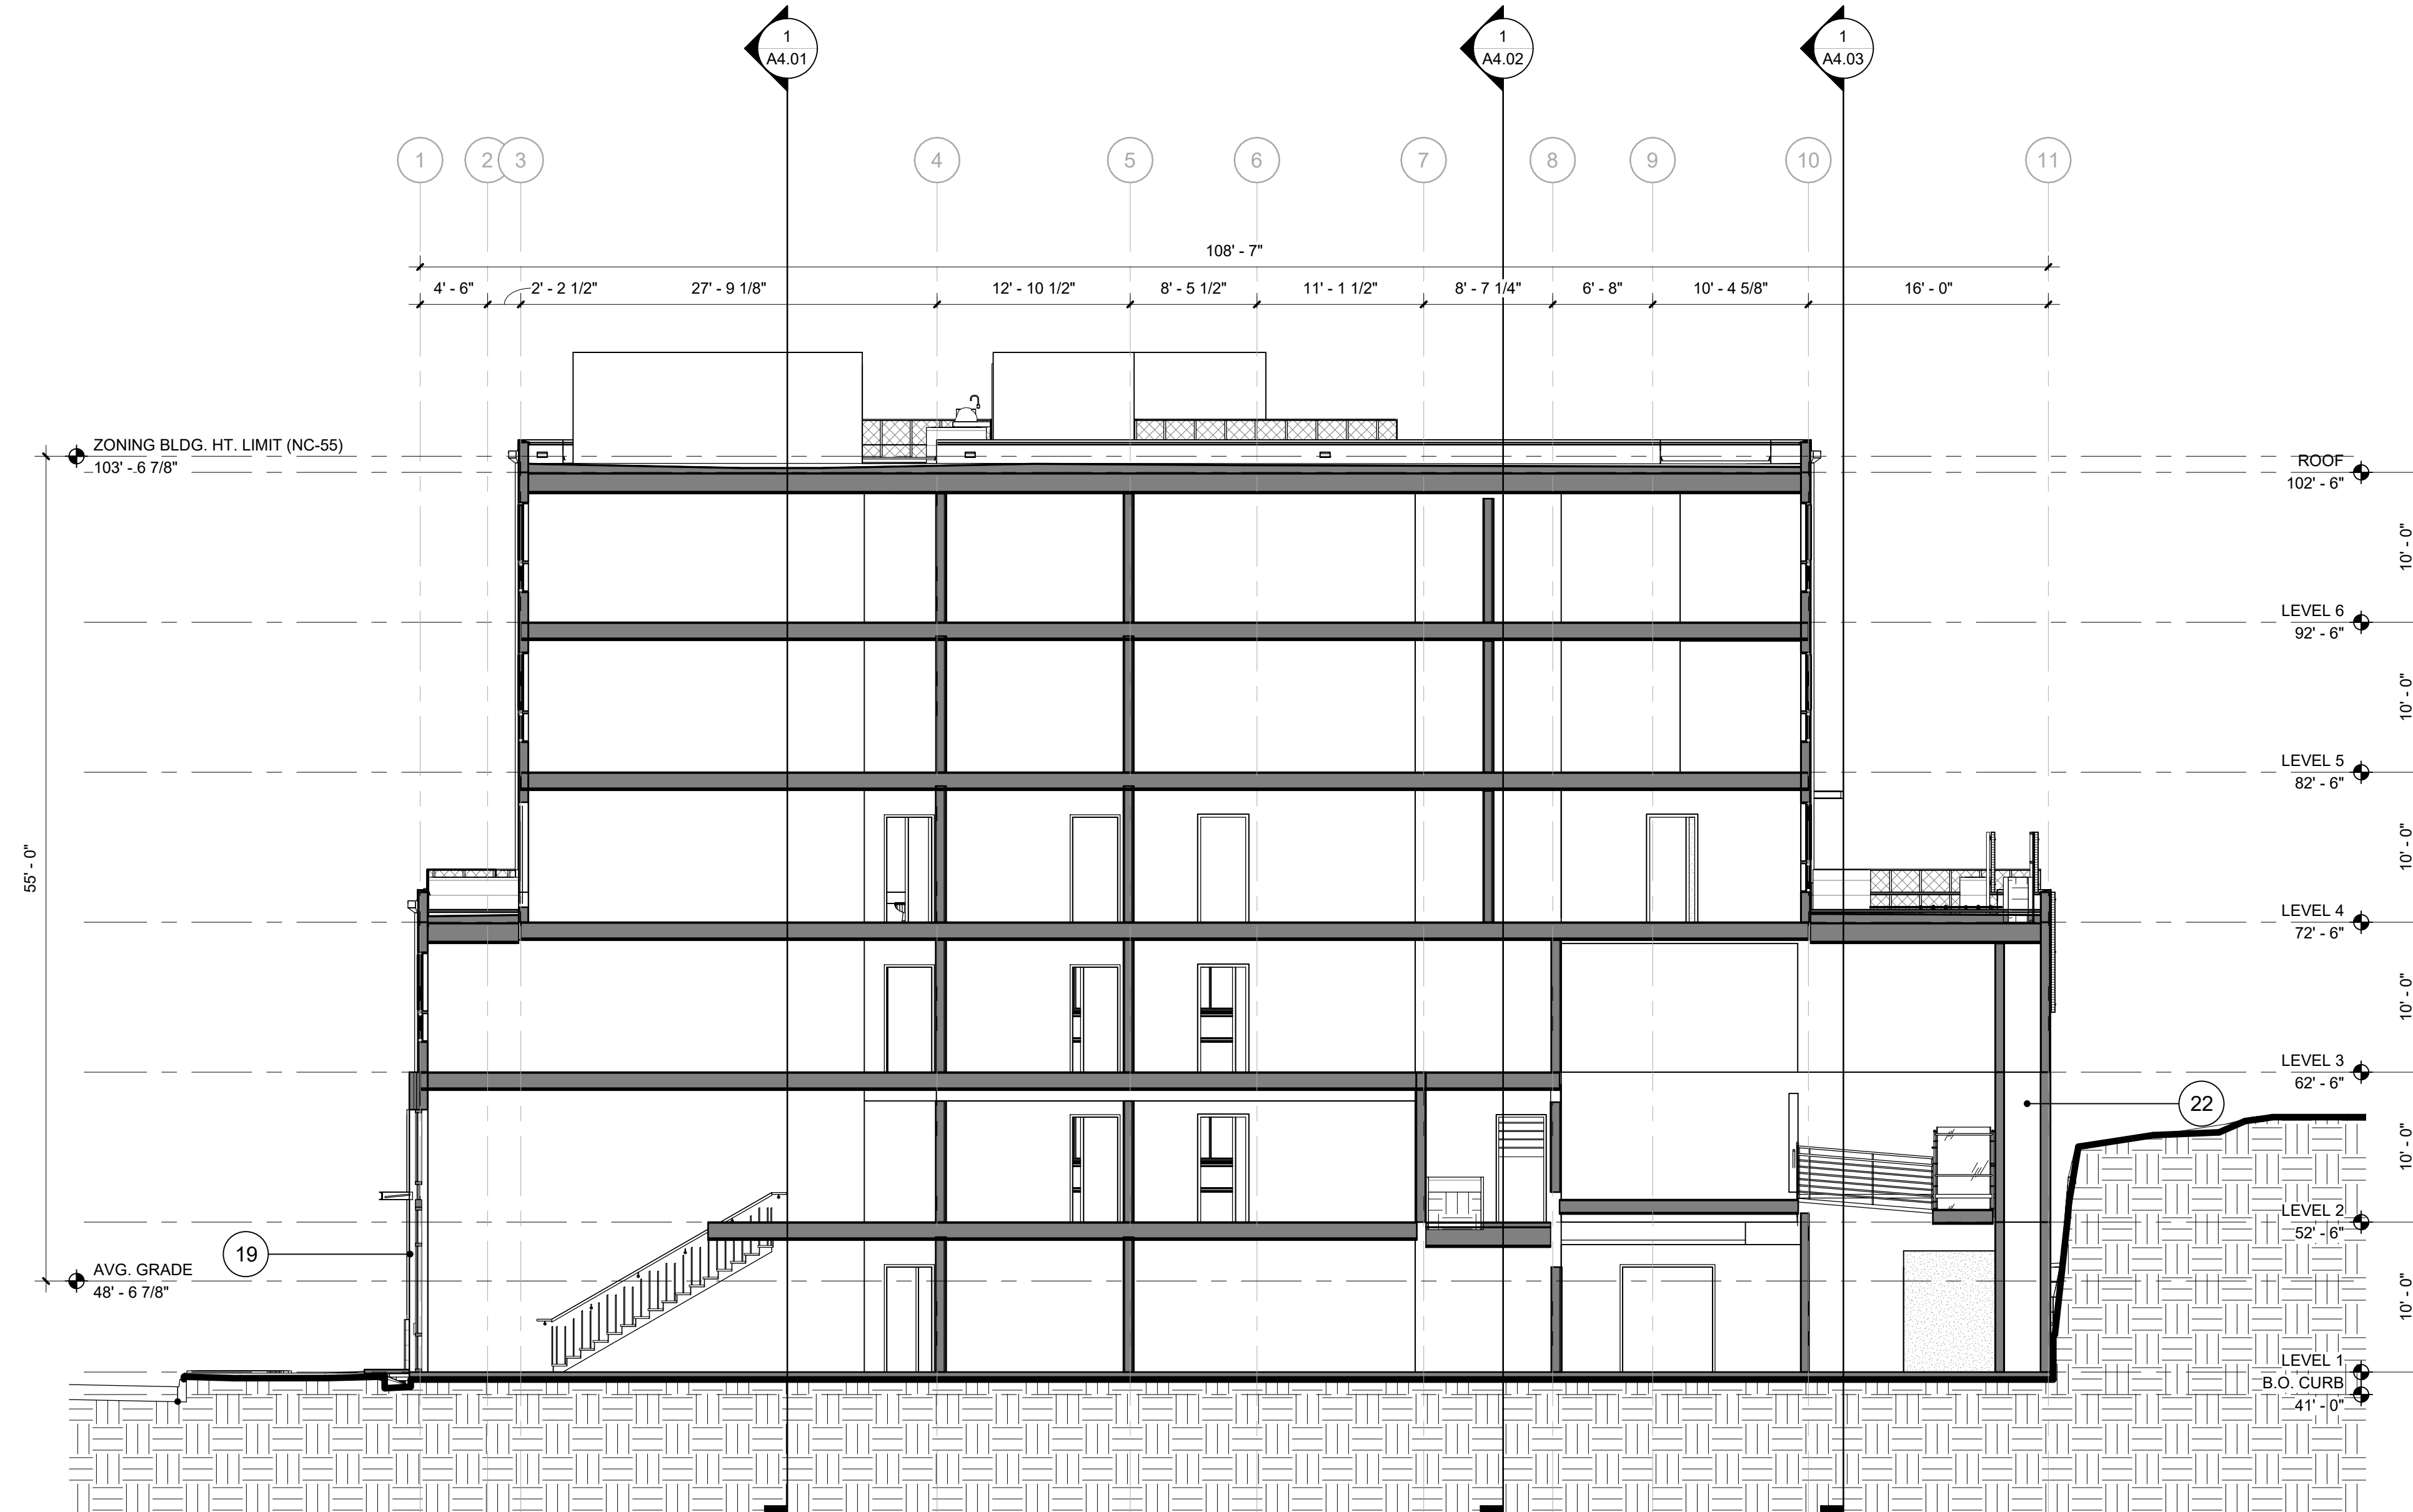 1
A4.01
1
A4.02
1
A4.03
1
2
3
4
5
6
7
8
9
10
11
108' - 7"
4' - 6"
2' - 2 1/2"
27' - 9 1/8"
12' - 10 1/2"
8' - 5 1/2"
11' - 1 1/2"
8' - 7 1/4"
6' - 8"
10' - 4 5/8"
16' - 0"
ZONING BLDG. HT. LIMIT (NC-55)
103' - 6 7/8"
ROOF
102' - 6"
10' - 0"
LEVEL 6
92' - 6"
10' - 0"
LEVEL 5
82' - 6"
10' - 0"
55' - 0"
LEVEL 4
72' - 6"
10' - 0"
LEVEL 3
62' - 6"
22
10' - 0"
LEVEL 2
52' - 6"
19
AVG. GRADE
48' - 6 7/8"
10' - 0"
LEVEL 1
B.O. CURB
41' - 0"